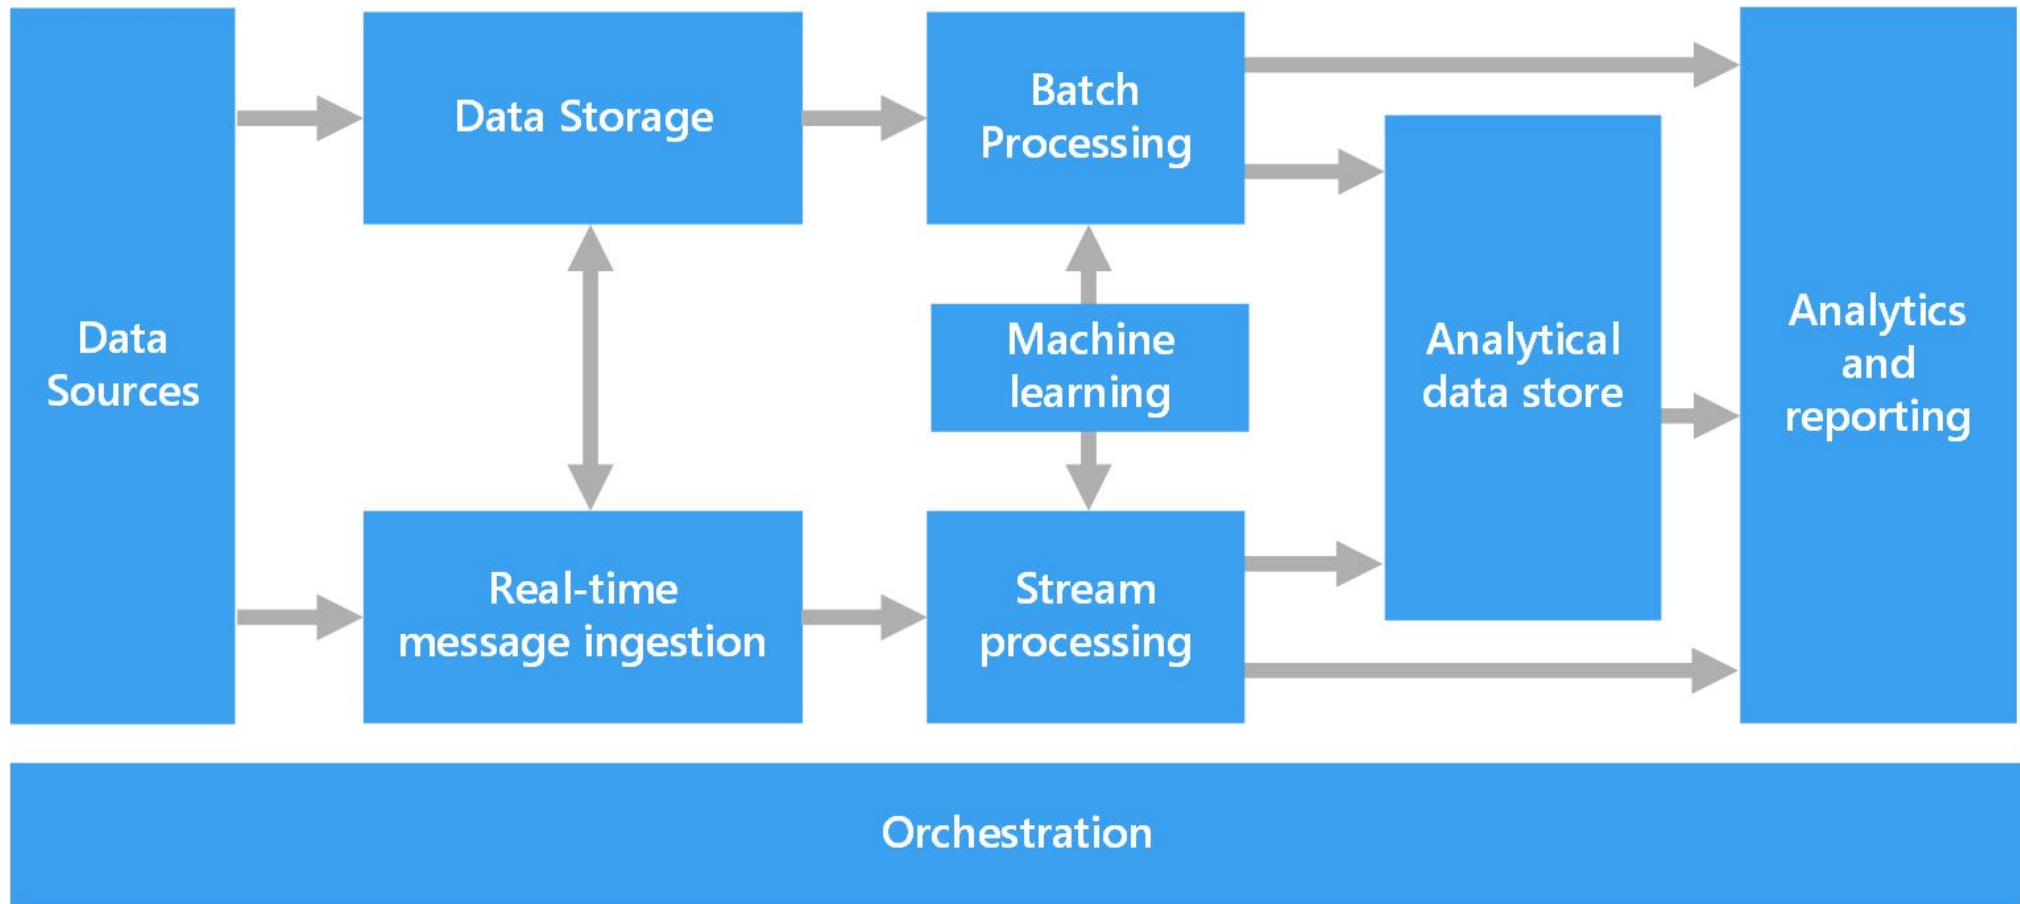 Data
Sources
Data Storage
Real-time
message ingestion
Batch
Processing
Machine
learning
Stream
processing
Analytical
data store
Analytics
and
reporting
Orchestration